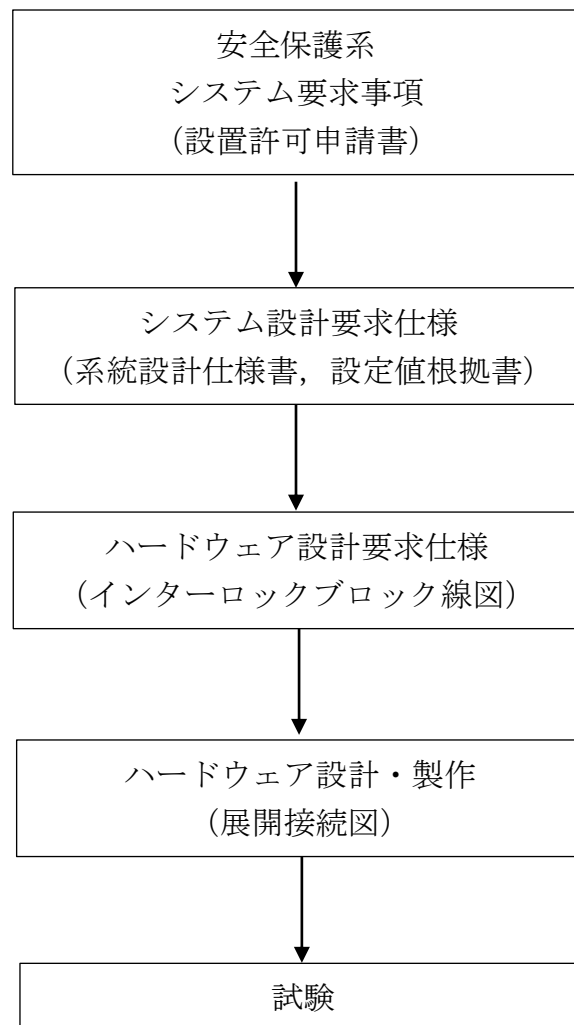 安全保護系
システム要求事項
（設置許可申請書）
システム設計要求仕様
（系統設計仕様書，設定値根拠書）
ハードウェア設計要求仕様
（インターロックブロック線図）
ハードウェア設計・製作
（展開接続図）
試験